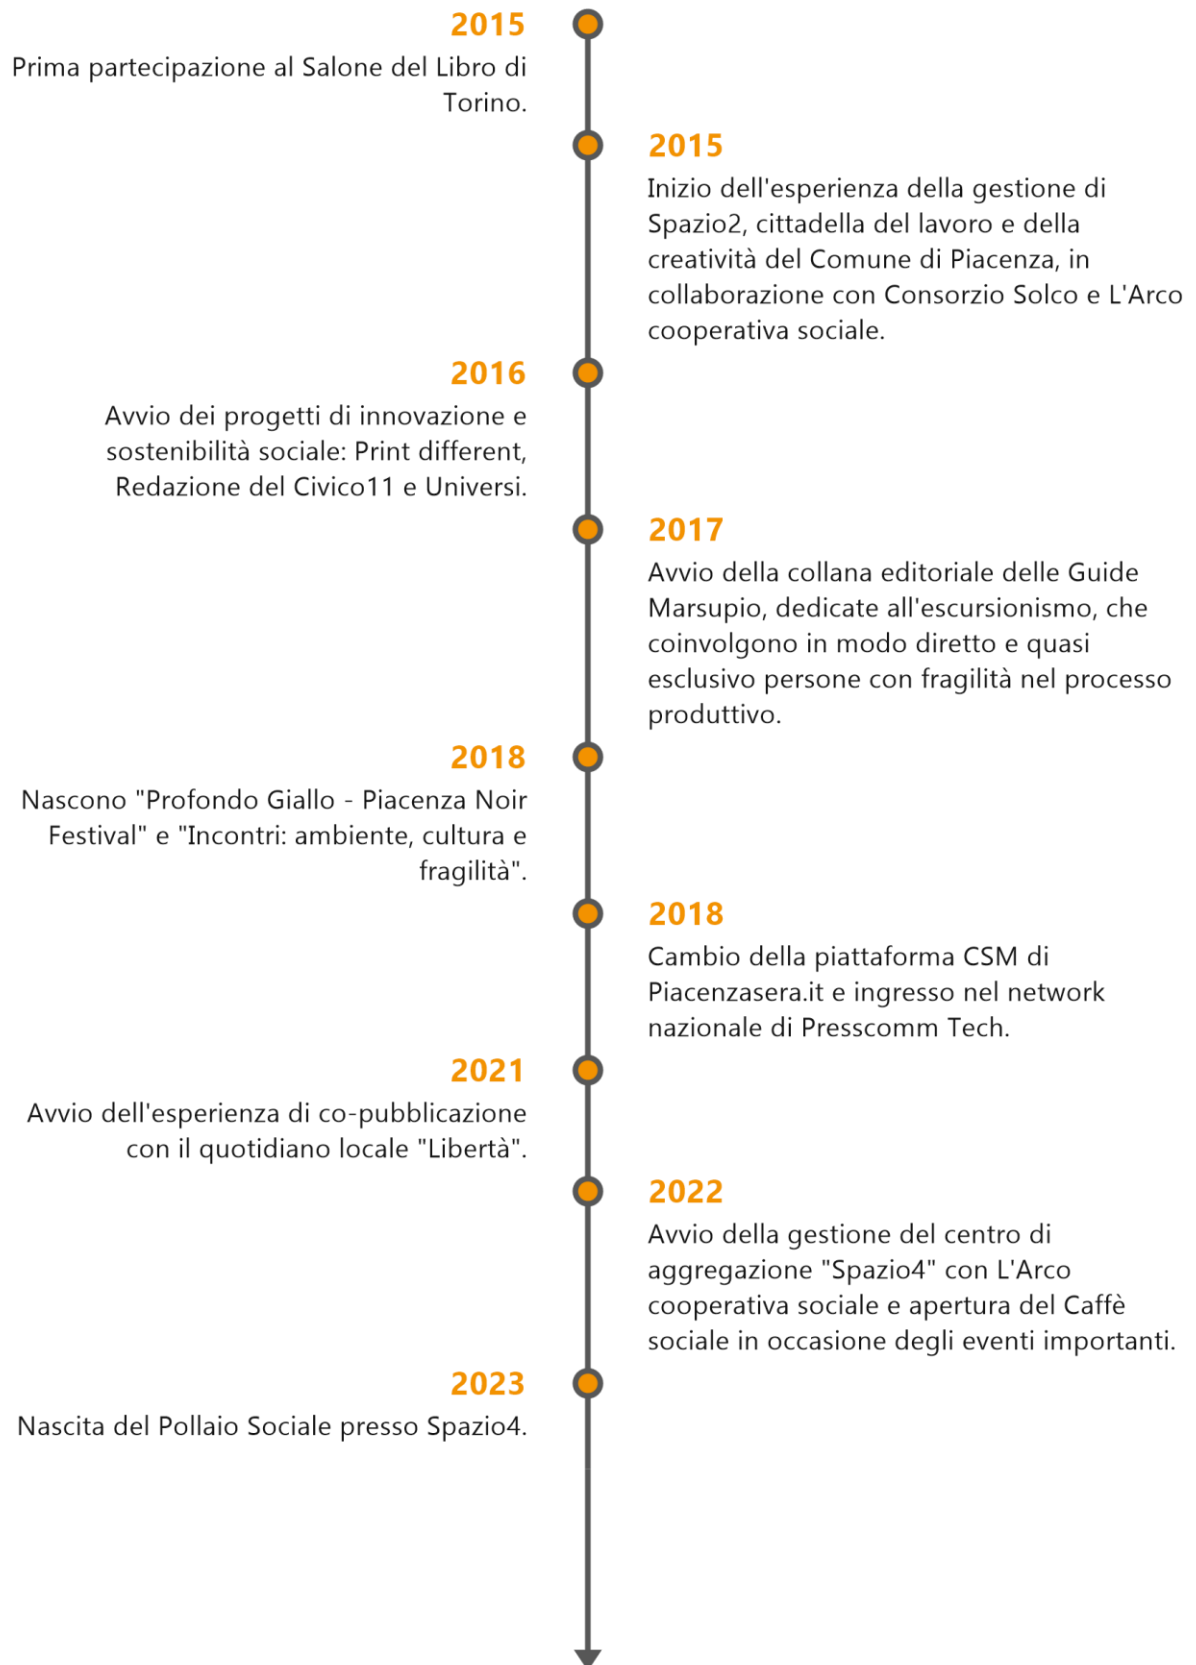 2015
Prima partecipazione al Salone del Libro di
Torino.
2015
Inizio dell'esperienza della gestione di
Spazio2, cittadella del lavoro e della
creatività del Comune di Piacenza, in
collaborazione con Consorzio Solco e L'Arco
cooperativa sociale.
2016
Avvio dei progetti di innovazione e
sostenibilità sociale: Print different,
Redazione del Civico11 e Universi.
2017
Avvio della collana editoriale delle Guide
Marsupio, dedicate all'escursionismo, che
coinvolgono in modo diretto e quasi
esclusivo persone con fragilità nel processo
produttivo.
2018
Nascono "Profondo Giallo - Piacenza Noir
Festival" e "Incontri: ambiente, cultura e
fragilità".
2018
Cambio della piattaforma CSM di
Piacenzasera.it e ingresso nel network
nazionale di Presscomm Tech.
2021
Avvio dell'esperienza di co-pubblicazione
con il quotidiano locale "Libertà".
2022
Avvio della gestione del centro di
aggregazione "Spazio4" con L'Arco
cooperativa sociale e apertura del Caffè
sociale in occasione degli eventi importanti.
2023
Nascita del Pollaio Sociale presso Spazio4.